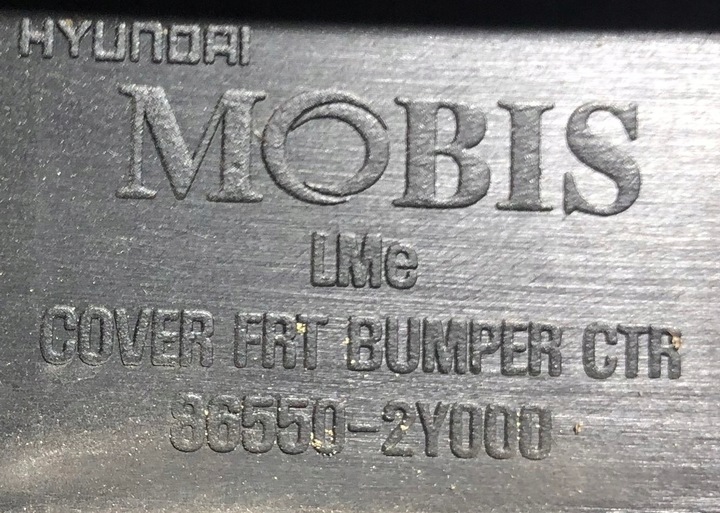 HYUNDAI
MOBIS
LMe
COVER FRT BUMPER CTR
86550-2Y000